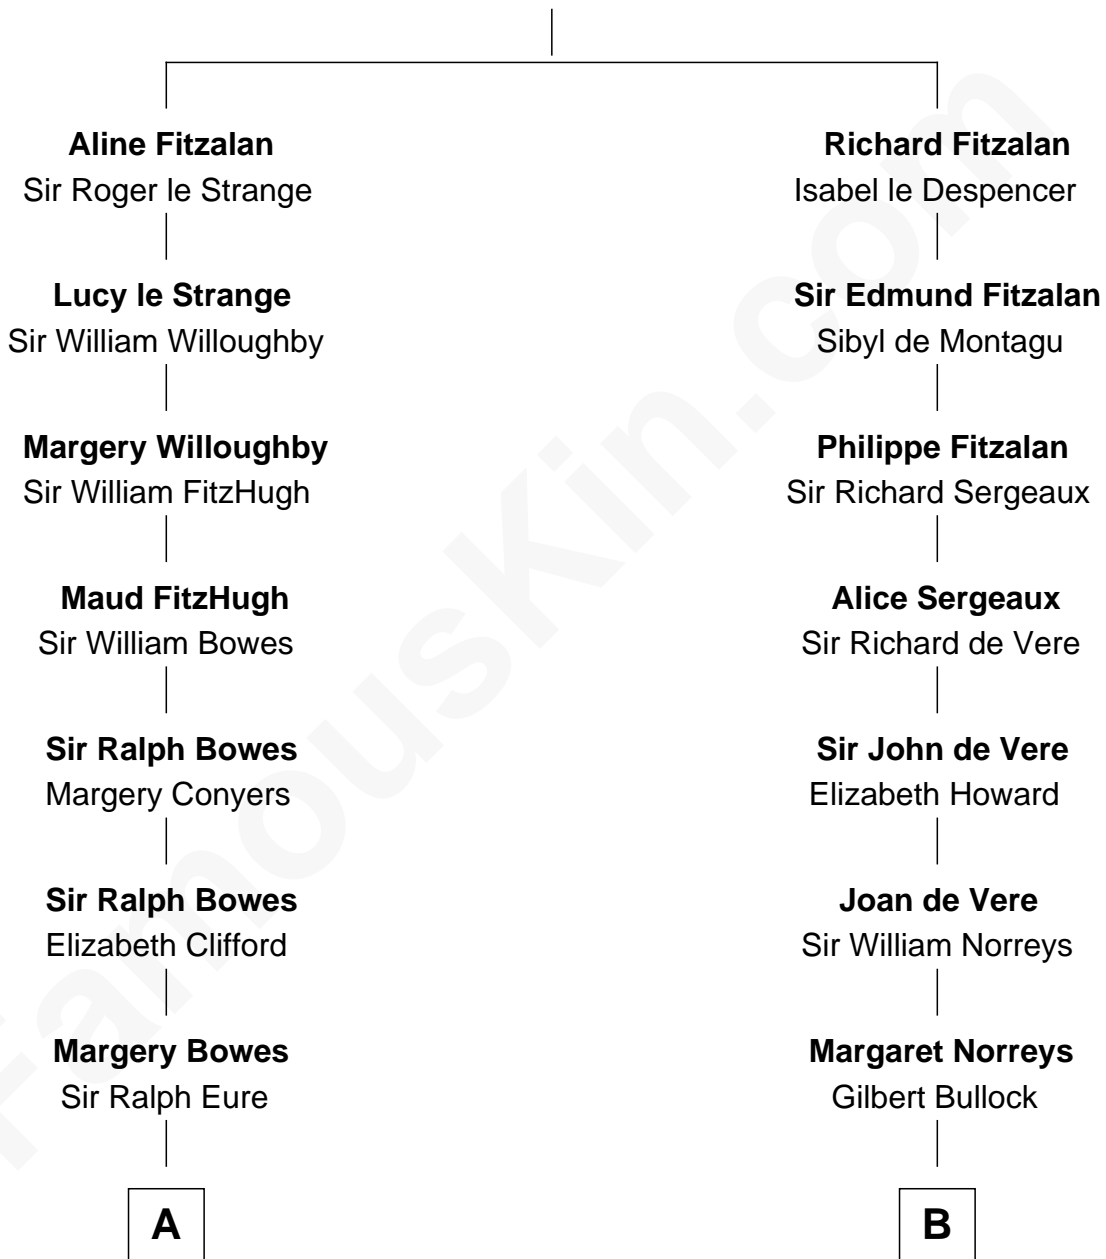 Aline Fitzalan
Sir Roger le Strange
Lucy le Strange
Sir William Willoughby
Margery Willoughby
Sir William FitzHugh
Maud FitzHugh
Sir William Bowes
Sir Ralph Bowes
Margery Conyers
Sir Ralph Bowes
Elizabeth Clifford
Margery Bowes
Sir Ralph Eure
A
Richard Fitzalan
Isabel le Despencer
Sir Edmund Fitzalan
Sibyl de Montagu
Philippe Fitzalan
Sir Richard Sergeaux
Alice Sergeaux
Sir Richard de Vere
Sir John de Vere
Elizabeth Howard
Joan de Vere
Sir William Norreys
Margaret Norreys
Gilbert Bullock
B
FamousKin.com